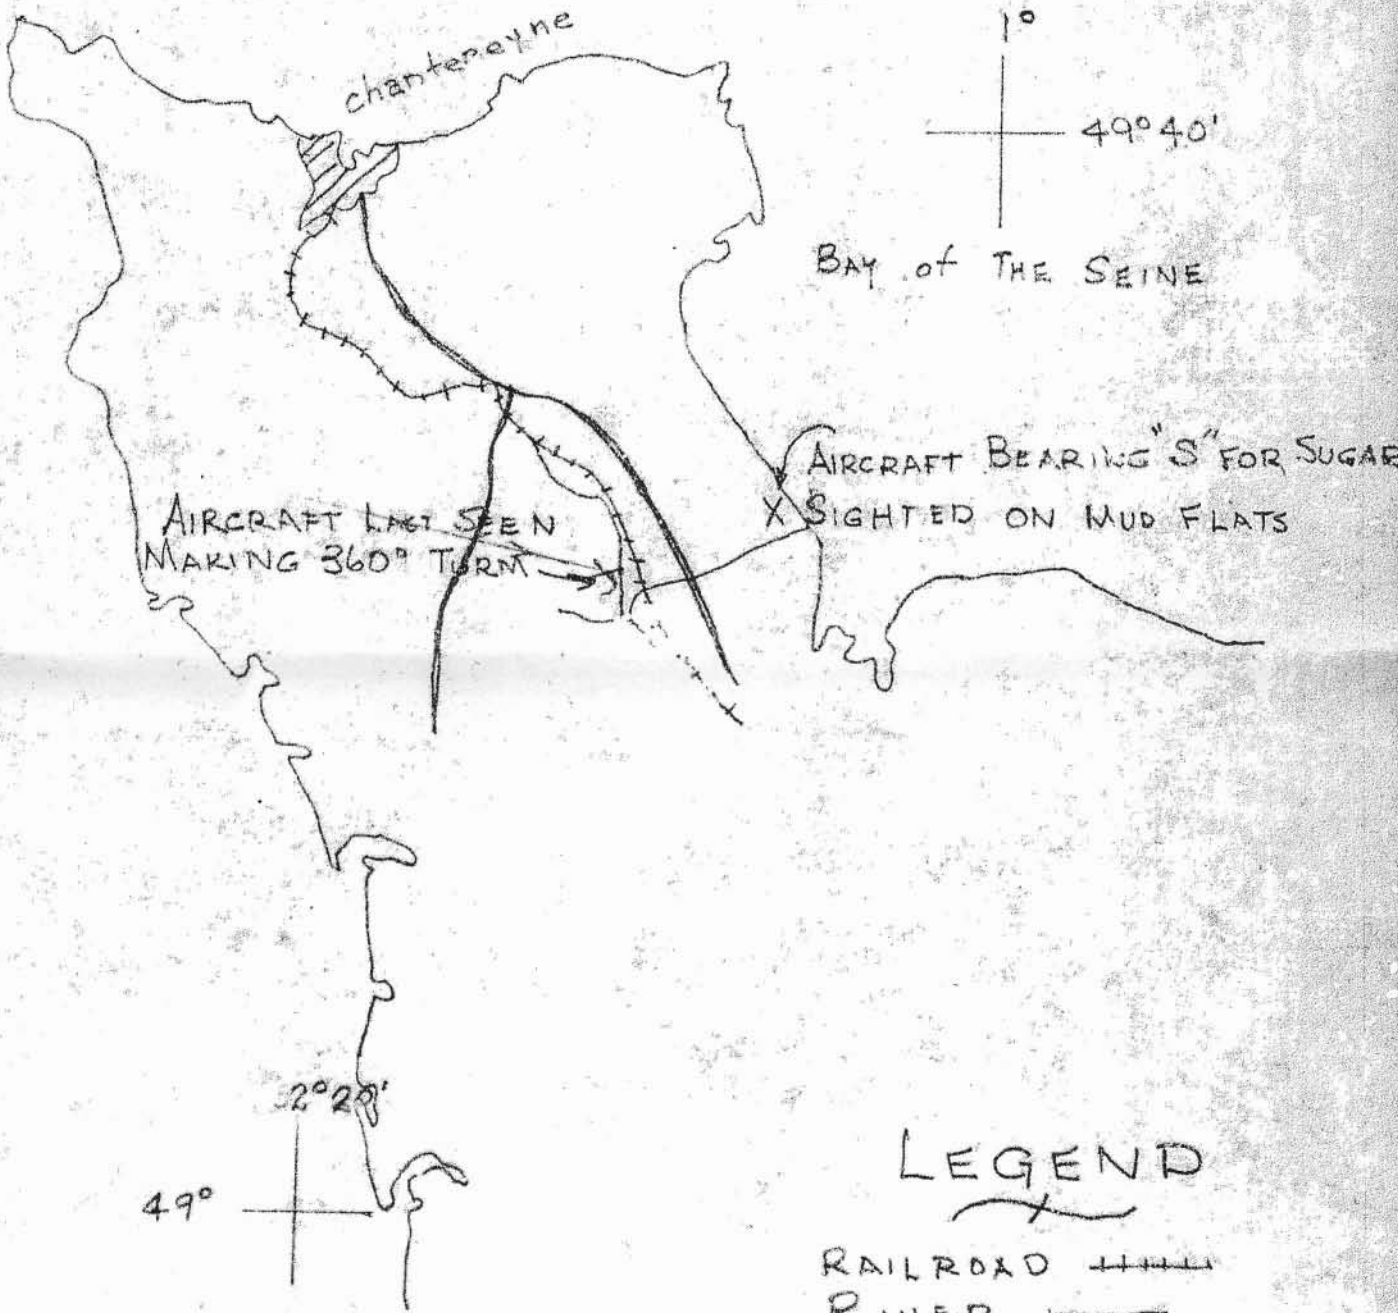 1°
chantereyne
49° 40'
BAY of THE SEINE
AIRCRAFT BEARING "S" FOR SUGAR
X SIGHTED ON MUD FLATS
AIRCRAFT LAST SEEN
MAKING 360° TURN
2° 20'
49°
LEGEND
RAILROAD
RIVER